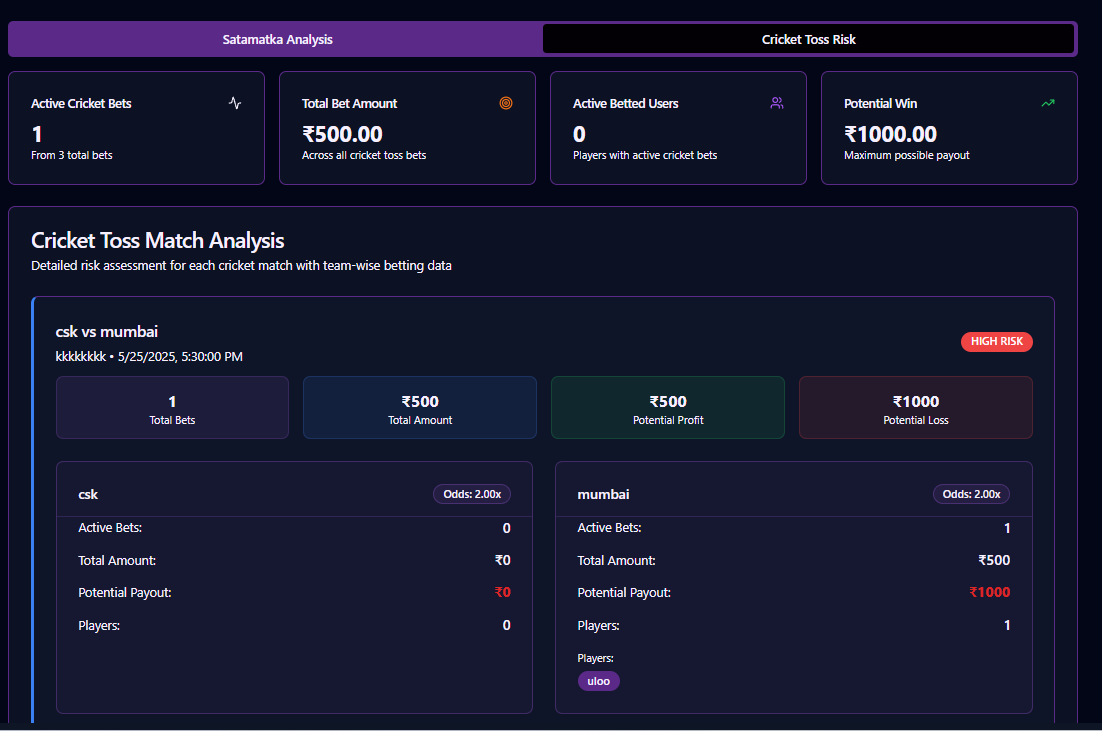 Satamatka Analysis
Cricket Toss Risk
Active Cricket Bets
1
From 3 total bets
Total Bet Amount
₹500.00
Across all cricket toss bets
Active Betted Users
0
Players with active cricket bets
Potential Win
₹1000.00
Maximum possible payout
Cricket Toss Match Analysis
Detailed risk assessment for each cricket match with team-wise betting data
csk vs mumbai
kkkkkkkk • 5/25/2025, 5:30:00 PM
HIGH RISK
1
Total Bets
₹500
Total Amount
₹500
Potential Profit
₹1000
Potential Loss
csk
Odds: 2.00x
Active Bets: 0
Total Amount: ₹0
Potential Payout: ₹0
Players: 0
mumbai
Odds: 2.00x
Active Bets: 1
Total Amount: ₹500
Potential Payout: ₹1000
Players: 1
Players:
uloo